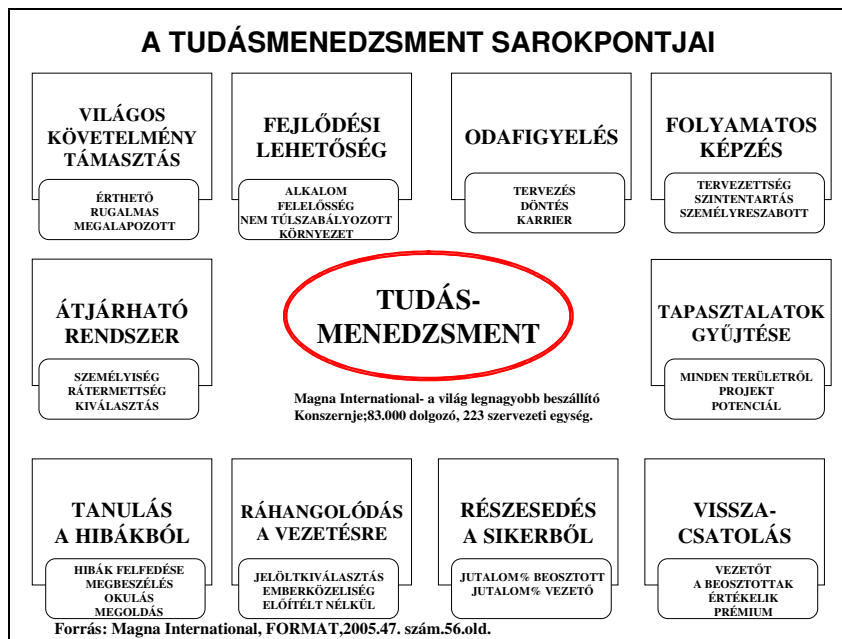 A TUDÁSMENEDZSMENT SAROKPONTJAI
VILÁGOS
KÖVETELMÉNY
TÁMASZTÁS
ÉRTHETŐ
RUGALMAS
MEGALAPOZOTT
FEJLŐDÉSI
LEHETŐSÉG
ALKALOM
FELELŐSSÉG
NEM TÚLSZABÁLYOZOTT
KÖRNYEZET
ODAFIGYELÉS
TERVEZÉS
DÖNTÉS
KARRIER
FOLYAMATOS
KÉPZÉS
TERVEZETTSÉG
SZINTENTARTÁS
SZEMÉLYRESZABOTT
ÁTJÁRHATÓ
RENDSZER
SZEMÉLYISÉG
RÁTERMETTSÉG
KIVÁLASZTÁS
TUDÁS-
MENEDZSMENT
Magna International- a világ legnagyobb beszállító
Konszernje;83.000 dolgozó, 223 szervezeti egység.
TAPASZTALATOK
GYŰJTÉSE
MINDEN TERÜLETRŐL
PROJEKT
POTENCIÁL
TANULÁS
A HIBÁKBÓL
HIBÁK FELFEDÉSE
MEGBESZÉLÉS
OKULÁS
MEGOLDÁS
RÁHANGOLÓDÁS
A VEZETÉSRE
JELÖLTKIVÁLASZTÁS
EMBERKÖZELISÉG
ELŐÍTÉLT NÉLKÜL
RÉSZESEDÉS
A SIKERBŐL
JUTALOM% BEOSZTOTT
JUTALOM% VEZETŐ
VISSZA-
CSATOLÁS
VEZETŐT
A BEOSZTOTTAK
ÉRTÉKELIK
PRÉMIUM
Forrás: Magna International, FORMAT,2005.47. szám.56.old.